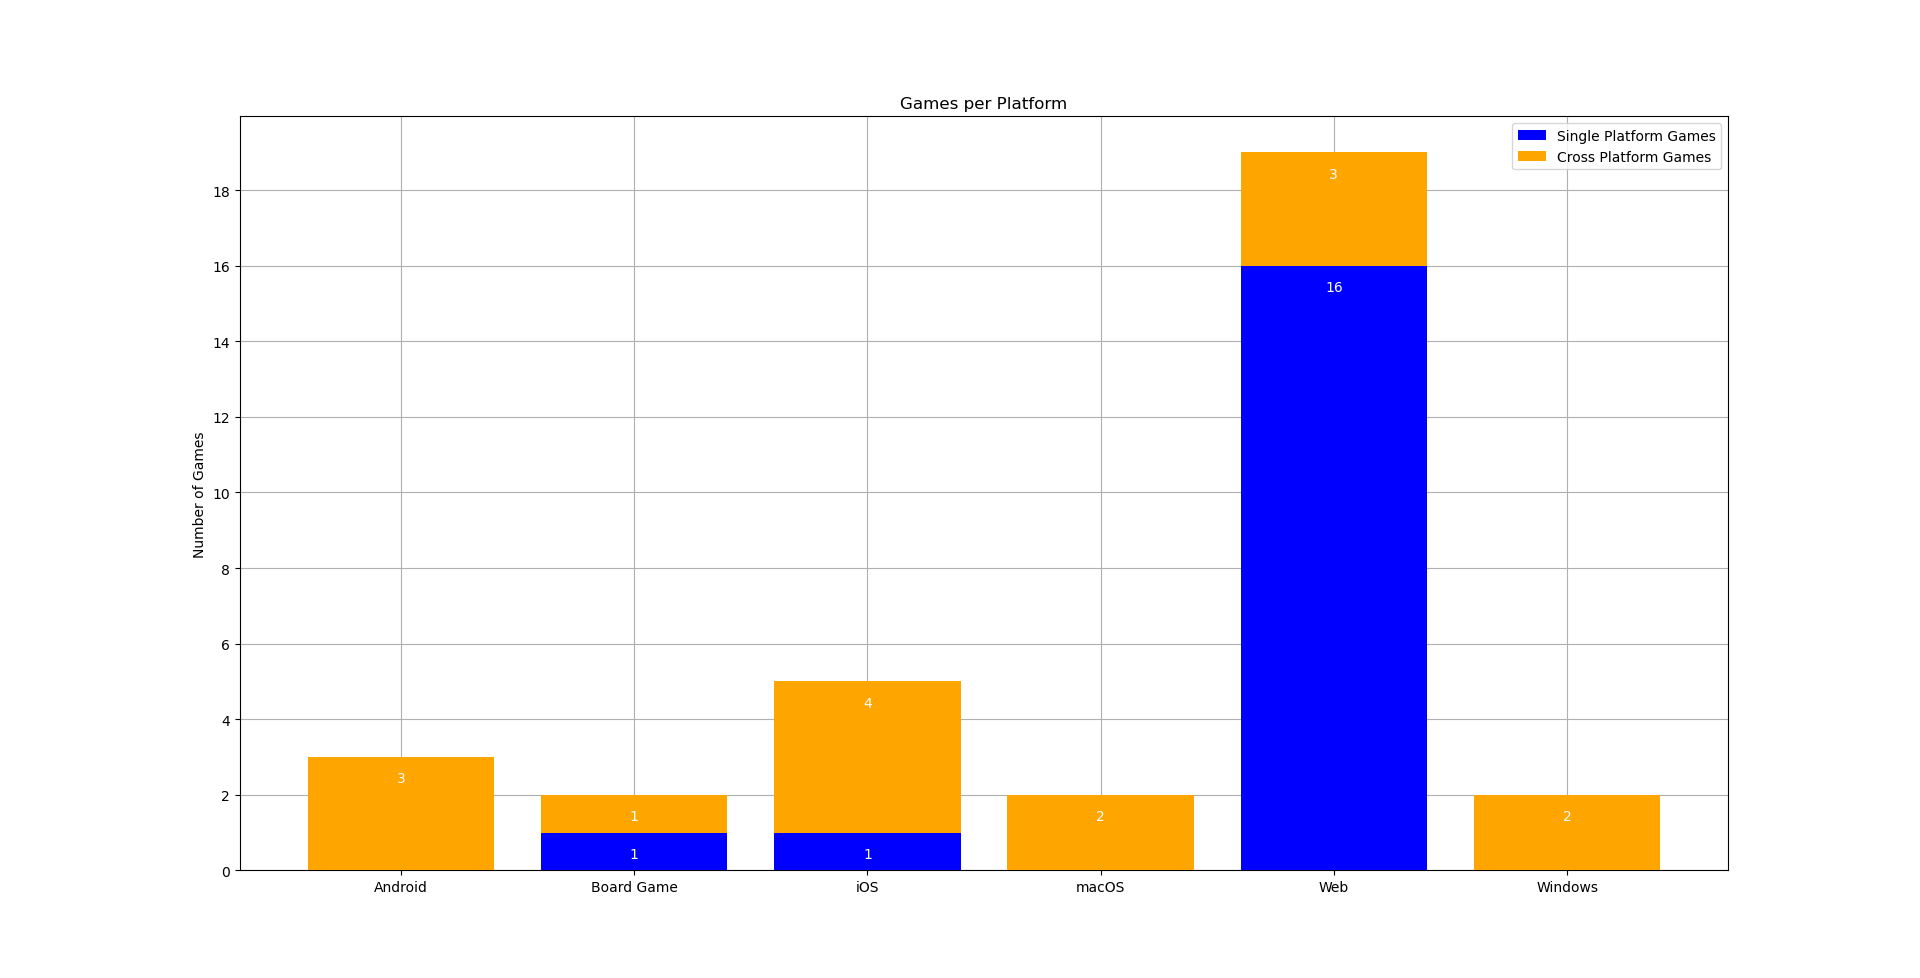 Games per Platform
Single Platform Games
Cross Platform Games
Number of Games
18
16
14
12
10
8
6
4
2
0
3
16
4
3
1
2
2
1
1
Android
Board Game
iOS
macOS
Web
Windows